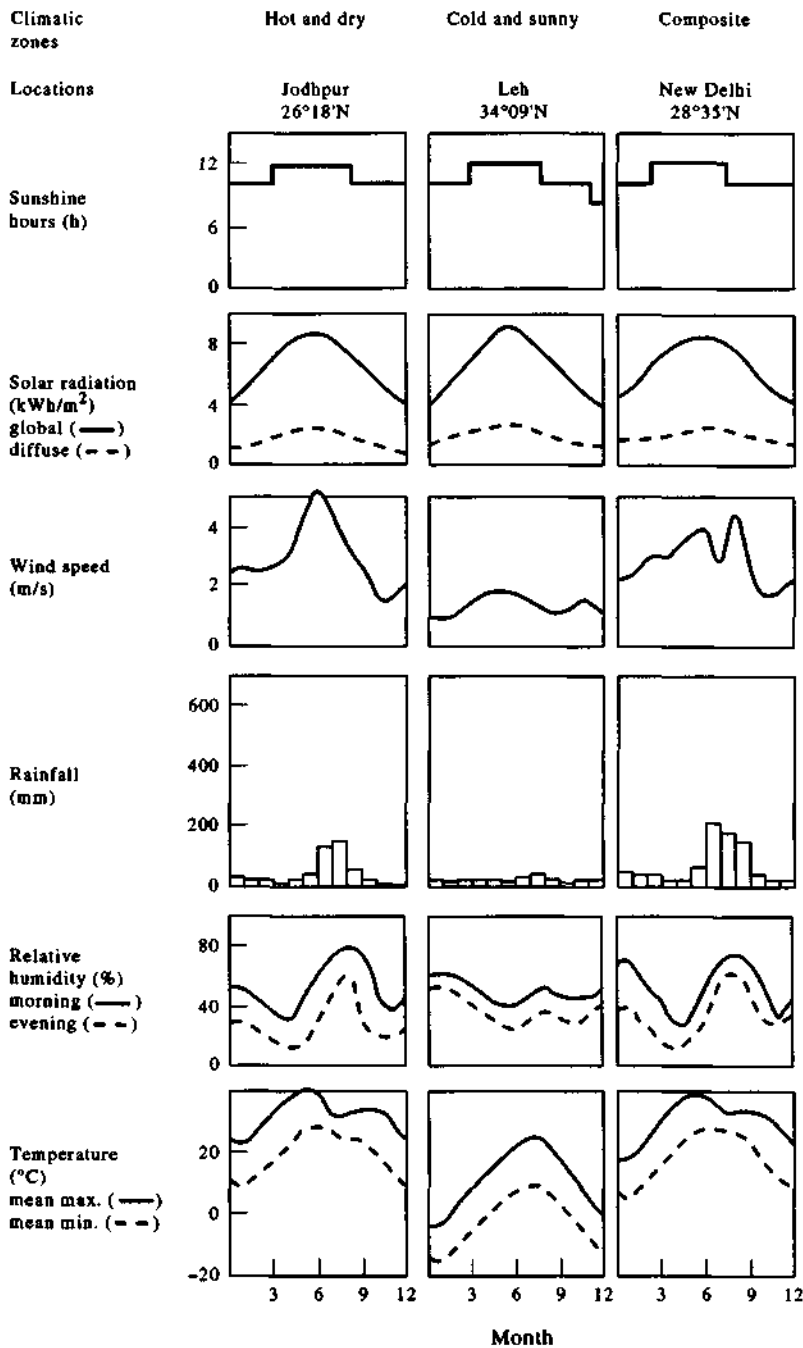 Climatic zones
Hot and dry
Cold and sunny
Composite
Locations
Jodhpur
26°18'N
Leh
34°09'N
New Delhi
28°35'N
Sunshine
hours (h)
12
6
0
Solar radiation
(kWh/m²)
global (——)
diffuse (– –)
8
4
0
Wind speed
(m/s)
4
2
0
Rainfall
(mm)
600
400
200
0
Relative
humidity (%)
morning (——)
evening (– –)
80
40
0
Temperature
(°C)
mean max. (——)
mean min. (– –)
20
0
-20
3 6 9 12
3 6 9 12
3 6 9 12
Month